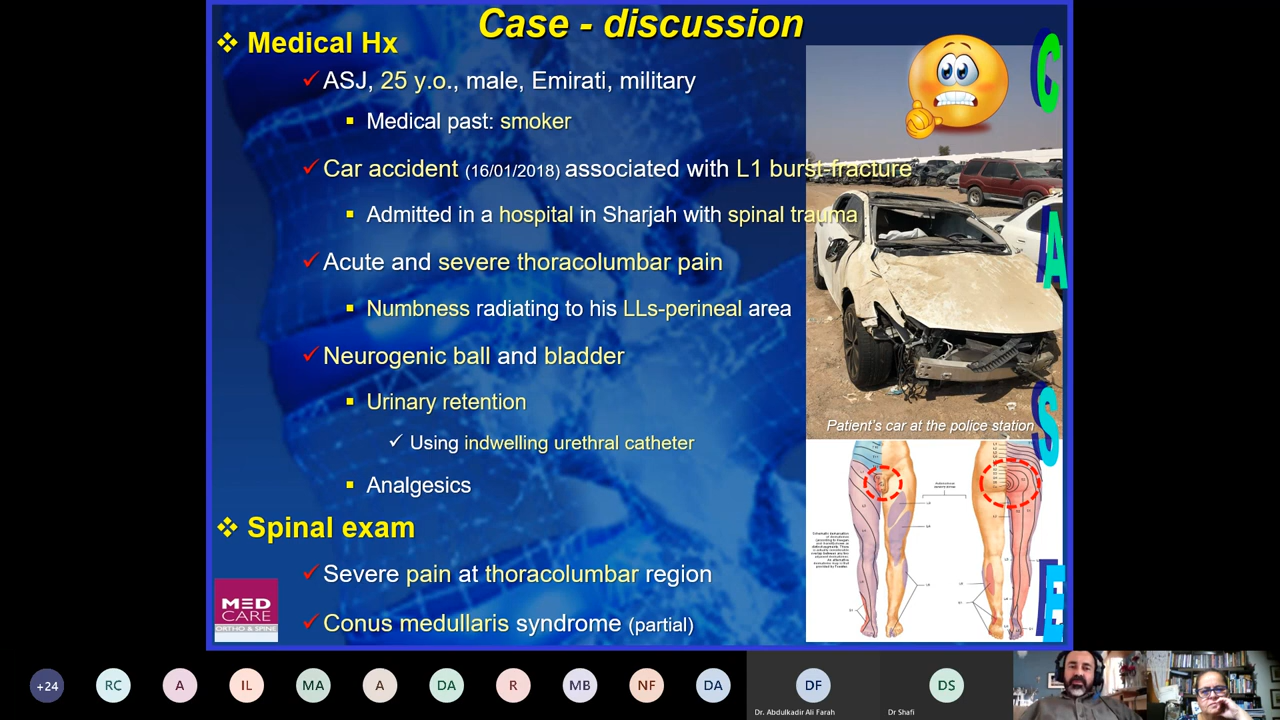 Case - discussion
❖ Medical Hx
✓ ASJ, 25 y.o., male, Emirati, military
▪ Medical past: smoker
✓ Car accident (16/01/2018) associated with L1 burst-fracture
▪ Admitted in a hospital in Sharjah with spinal trauma
✓ Acute and severe thoracolumbar pain
▪ Numbness radiating to his LLs-perineal area
✓ Neurogenic ball and bladder
▪ Urinary retention
✓ Using indwelling urethral catheter
▪ Analgesics
❖ Spinal exam
✓ Severe pain at thoracolumbar region
✓ Conus medullaris syndrome (partial)
Patient's car at the police station
C
A
S
E
MED
CARE
ORTHO & SPINE
+24
RC
A
IL
MA
A
DA
R
MB
NF
DA
DF
DS
Dr. Abdulkadir Ali Farah
Dr Shafi